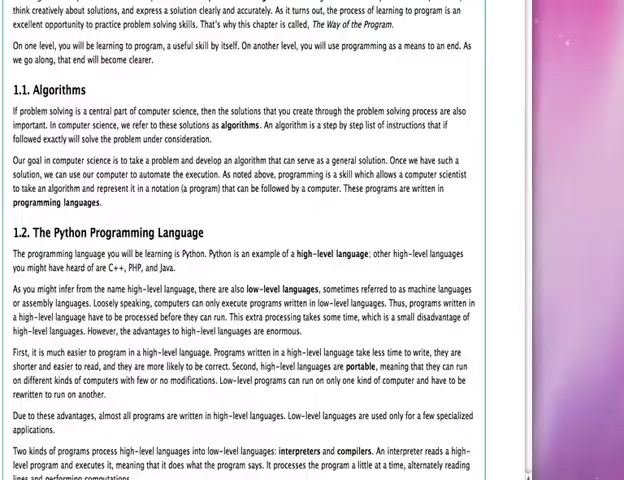 think creatively about solutions, and express a solution clearly and accurately. As it turns out, the process of learning to program is an
excellent opportunity to practice problem solving skills. That's why this chapter is called, The Way of the Program.
On one level, you will be learning to program, a useful skill by itself. On another level, you will use programming as a means to an end. As
we go along, that end will become clearer.
1.1. Algorithms
If problem solving is a central part of computer science, then the solutions that you create through the problem solving process are also
important. In computer science, we refer to these solutions as algorithms. An algorithm is a step by step list of instructions that if
followed exactly will solve the problem under consideration.
Our goal in computer science is to take a problem and develop an algorithm that can serve as a general solution. Once we have such a
solution, we can use our computer to automate the execution. As noted above, programming is a skill which allows a computer scientist
to take an algorithm and represent it in a notation (a program) that can be followed by a computer. These programs are written in
programming languages.
1.2. The Python Programming Language
The programming language you will be learning is Python. Python is an example of a high-level language; other high-level languages
you might have heard of are C++, PHP, and Java.
As you might infer from the name high-level language, there are also low-level languages, sometimes referred to as machine languages
or assembly languages. Loosely speaking, computers can only execute programs written in low-level languages. Thus, programs written in
a high-level language have to be processed before they can run. This extra processing takes some time, which is a small disadvantage of
high-level languages. However, the advantages to high-level languages are enormous.
First, it is much easier to program in a high-level language. Programs written in a high-level language take less time to write, they are
shorter and easier to read, and they are more likely to be correct. Second, high-level languages are portable, meaning that they can run
on different kinds of computers with few or no modifications. Low-level programs can run on only one kind of computer and have to be
rewritten to run on another.
Due to these advantages, almost all programs are written in high-level languages. Low-level languages are used only for a few specialized
applications.
Two kinds of programs process high-level languages into low-level languages: interpreters and compilers. An interpreter reads a high-
level program and executes it, meaning that it does what the program says. It processes the program a little at a time, alternately reading
lines and performing computations.